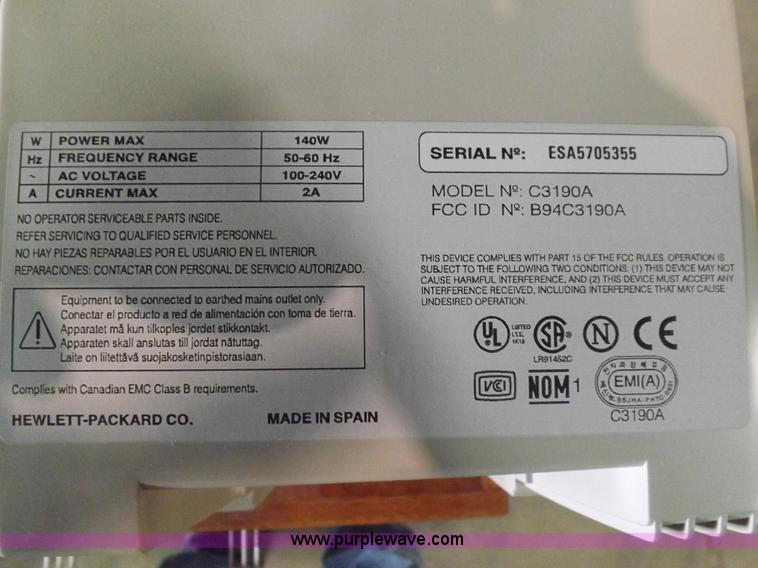 W POWER MAX 140W
Hz FREQUENCY RANGE 50-60 Hz
~ AC VOLTAGE 100-240V
A CURRENT MAX 2A
NO OPERATOR SERVICEABLE PARTS INSIDE.
REFER SERVICING TO QUALIFIED SERVICE PERSONNEL.
NO HAY PIEZAS REPARABLES POR EL USUARIO EN EL INTERIOR.
REPARACIONES: CONTACTAR CON PERSONAL DE SERVICIO AUTORIZADO.
Equipment to be connected to earthed mains outlet only.
Conectar el producto a red de alimentación con toma de tierra.
Apparatet må kun tilkoples jordet stikkontakt.
Apparaten skall anslutas till jordat nätuttag.
Laite on liitettävä suojakosketinpistorasiaan.
Complies with Canadian EMC Class B requirements.
HEWLETT-PACKARD CO. MADE IN SPAIN
SERIAL Nº: ESA5705355
MODEL Nº: C3190A
FCC ID Nº: B94C3190A
THIS DEVICE COMPLIES WITH PART 15 OF THE FCC RULES. OPERATION IS
SUBJECT TO THE FOLLOWING TWO CONDITIONS. (1) THIS DEVICE MAY NOT
CAUSE HARMFUL INTERFERENCE, AND (2) THIS DEVICE MUST ACCEPT ANY
INTERFERENCE RECEIVED, INCLUDING INTERFERENCE THAT MAY CAUSE
UNDESIRED OPERATION.
UL LISTED I.T.E. 1K18 SA N CE
LR91452C
VCI NOM 1 EMI(A)
C3190A
www.purplewave.com